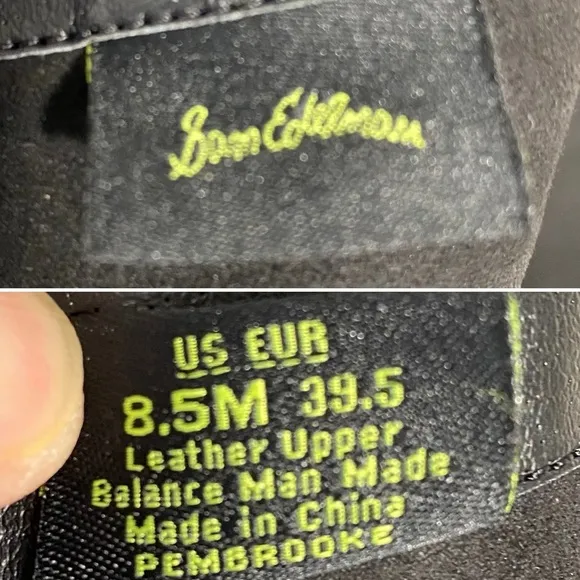 Sam Edelman
US EUR
8.5M 39.5
Leather Upper
Balance Man Made
Made in China
PEMBROOKE